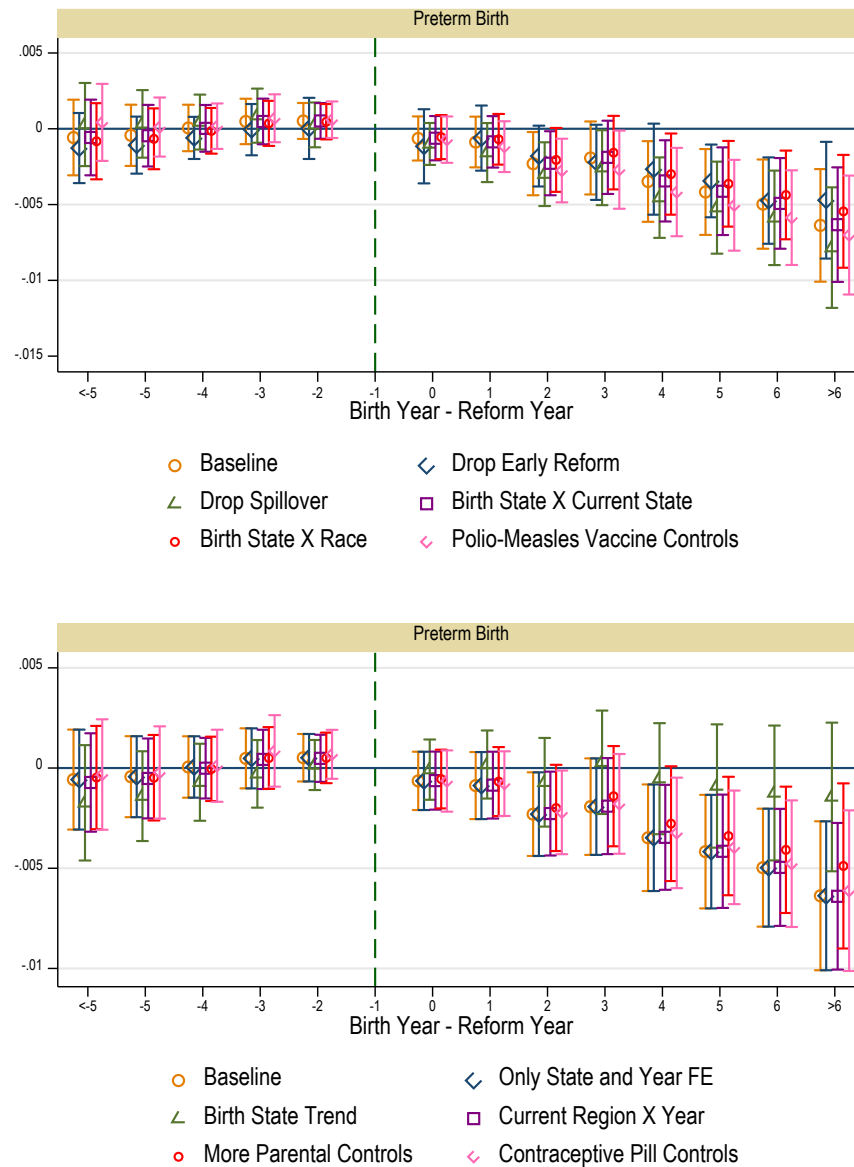 Preterm Birth
.005
0
-.005
-.01
-.015
<-5 -5 -4 -3 -2 -1 0 1 2 3 4 5 6 >6
Birth Year - Reform Year
Baseline Drop Early Reform
Drop Spillover Birth State X Current State
Birth State X Race Polio-Measles Vaccine Controls
Preterm Birth
.005
0
-.005
-.01
<-5 -5 -4 -3 -2 -1 0 1 2 3 4 5 6 >6
Birth Year - Reform Year
Baseline Only State and Year FE
Birth State Trend Current Region X Year
More Parental Controls Contraceptive Pill Controls